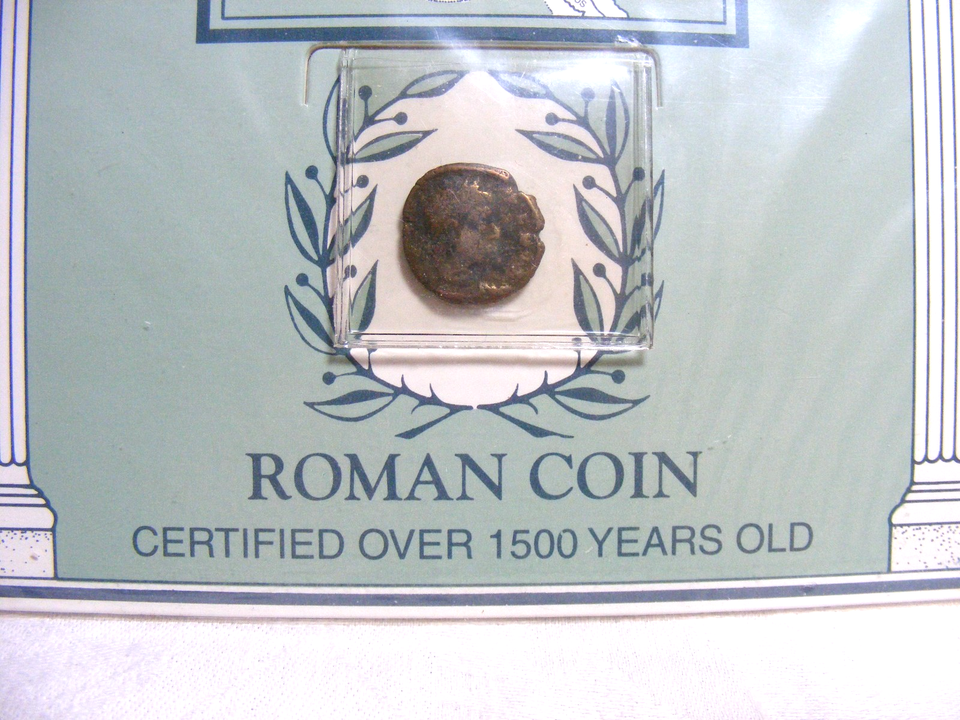 ROMAN COIN
CERTIFIED OVER 1500 YEARS OLD